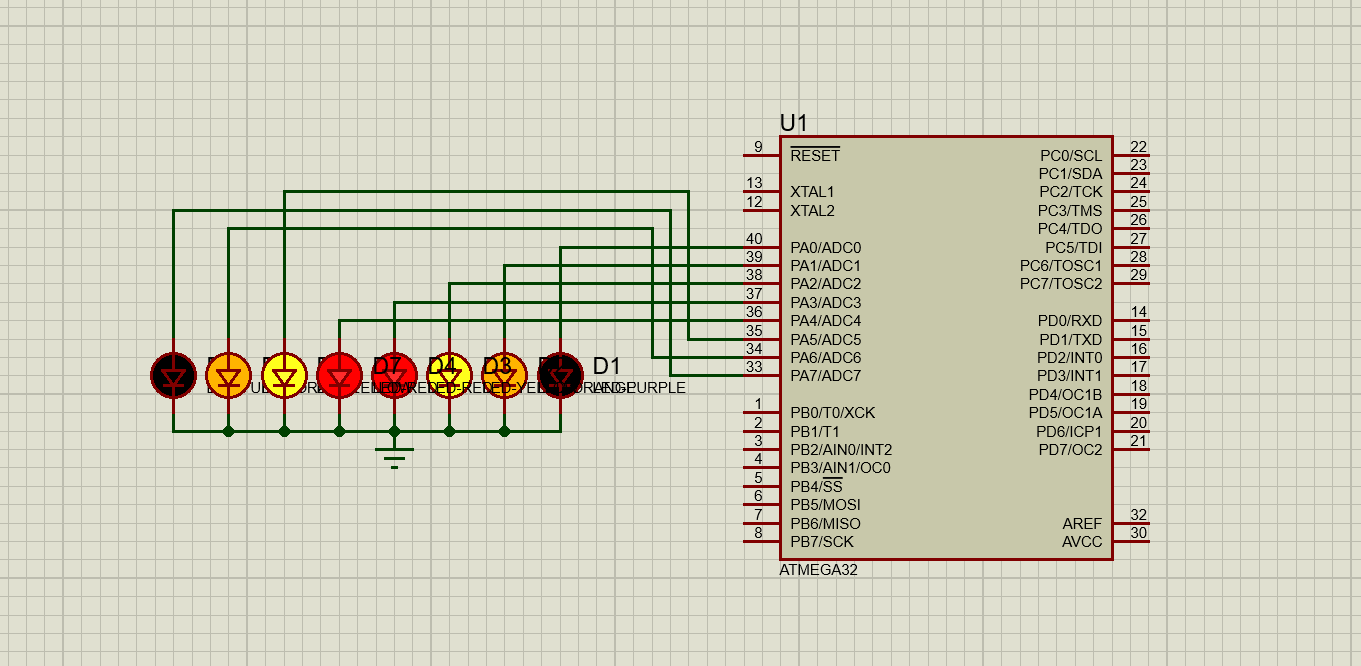 U1
9 RESET
13 XTAL1
12 XTAL2
40 PA0/ADC0
39 PA1/ADC1
38 PA2/ADC2
37 PA3/ADC3
36 PA4/ADC4
35 PA5/ADC5
34 PA6/ADC6
33 PA7/ADC7
1 PB0/T0/XCK
2 PB1/T1
3 PB2/AIN0/INT2
4 PB3/AIN1/OC0
5 PB4/SS
6 PB5/MOSI
7 PB6/MISO
8 PB7/SCK
PC0/SCL 22
PC1/SDA 23
PC2/TCK 24
PC3/TMS 25
PC4/TDO 26
PC5/TDI 27
PC6/TOSC1 28
PC7/TOSC2 29
PD0/RXD 14
PD1/TXD 15
PD2/INT0 16
PD3/INT1 17
PD4/OC1B 18
PD5/OC1A 19
PD6/ICP1 20
PD7/OC2 21
AREF 32
AVCC 30
ATMEGA32
D7 D4 D3 D1